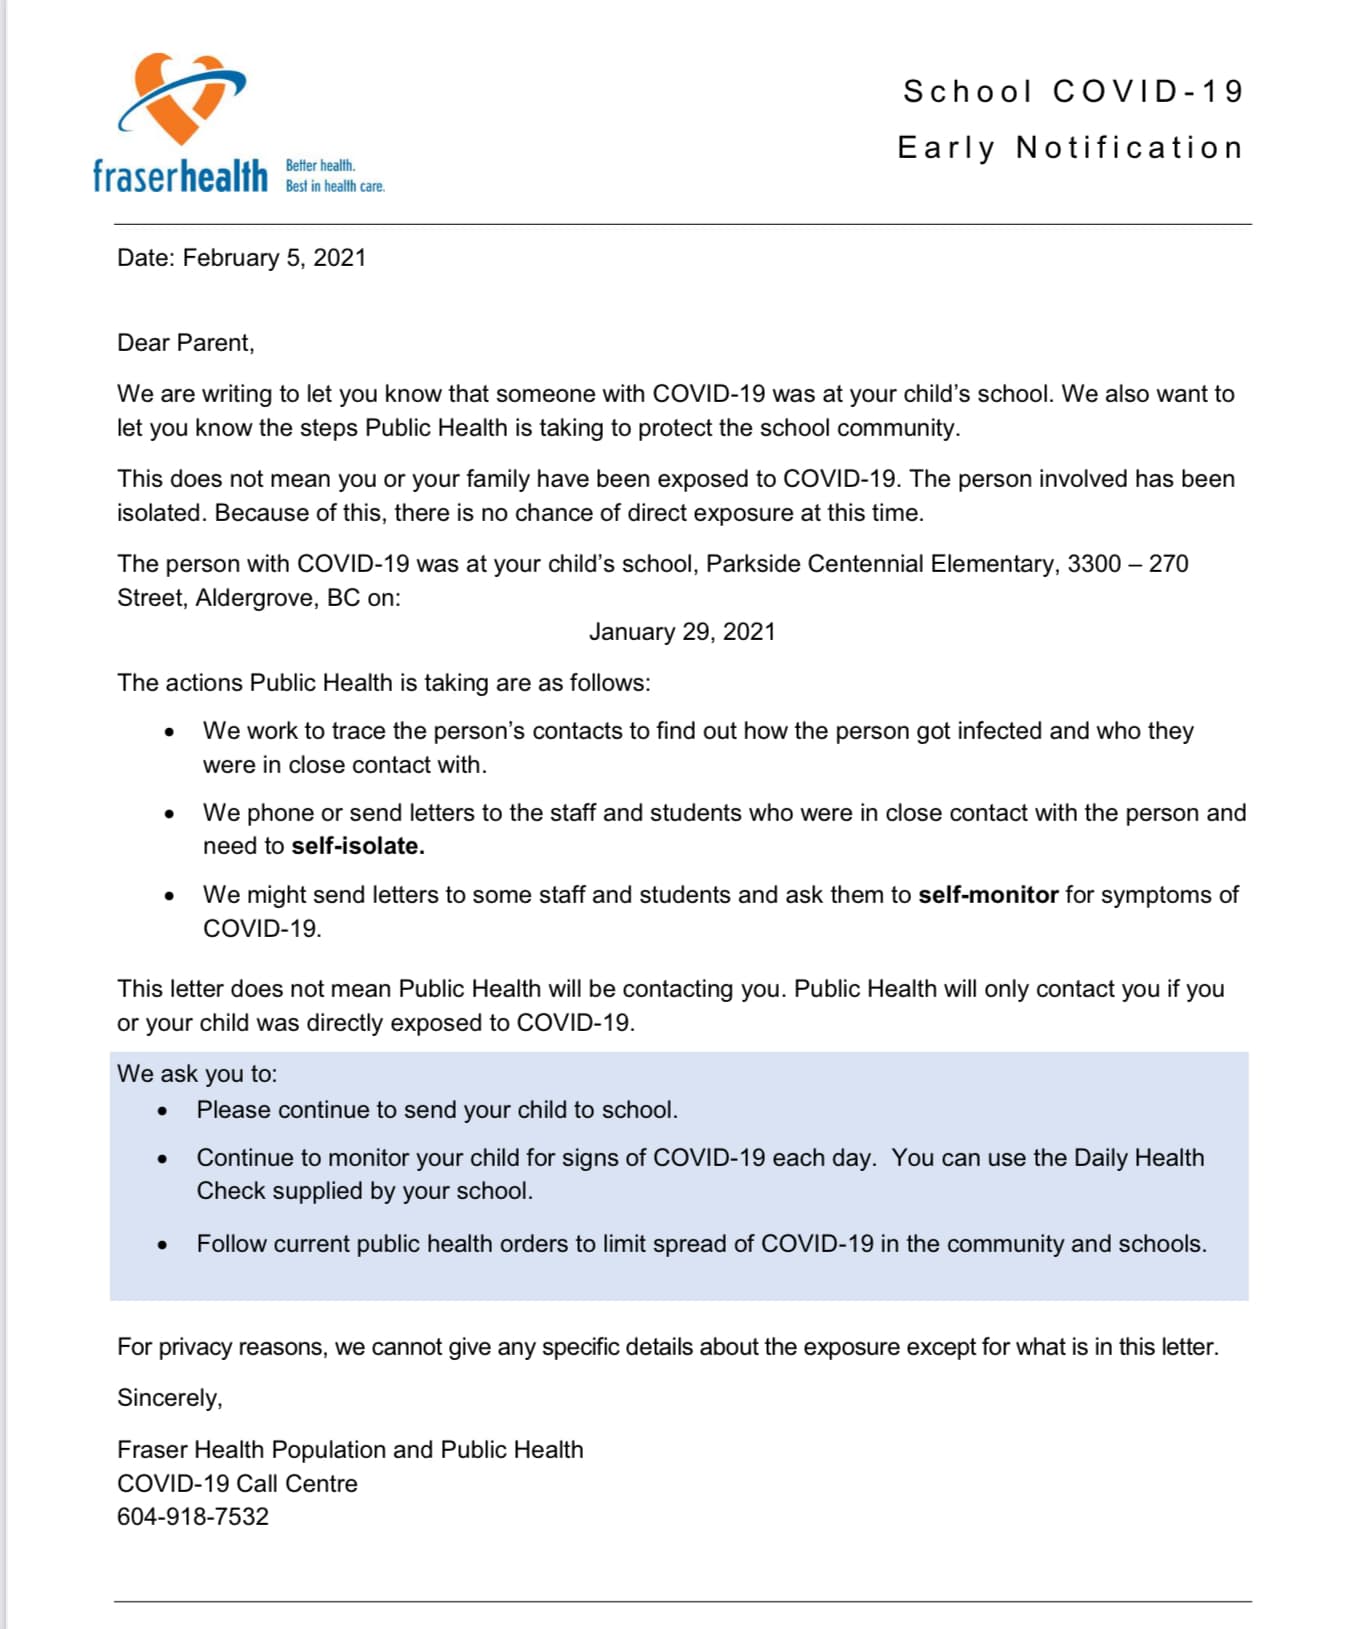 fraserhealth
Better health.
Best in health care.
School COVID-19
Early Notification
Date: February 5, 2021
Dear Parent,
We are writing to let you know that someone with COVID-19 was at your child’s school. We also want to
let you know the steps Public Health is taking to protect the school community.
This does not mean you or your family have been exposed to COVID-19. The person involved has been
isolated. Because of this, there is no chance of direct exposure at this time.
The person with COVID-19 was at your child’s school, Parkside Centennial Elementary, 3300 – 270
Street, Aldergrove, BC on:
January 29, 2021
The actions Public Health is taking are as follows:
• We work to trace the person’s contacts to find out how the person got infected and who they
were in close contact with.
• We phone or send letters to the staff and students who were in close contact with the person and
need to self-isolate.
• We might send letters to some staff and students and ask them to self-monitor for symptoms of
COVID-19.
This letter does not mean Public Health will be contacting you. Public Health will only contact you if you
or your child was directly exposed to COVID-19.
We ask you to:
• Please continue to send your child to school.
• Continue to monitor your child for signs of COVID-19 each day.  You can use the Daily Health
Check supplied by your school.
• Follow current public health orders to limit spread of COVID-19 in the community and schools.
For privacy reasons, we cannot give any specific details about the exposure except for what is in this letter.
Sincerely,
Fraser Health Population and Public Health
COVID-19 Call Centre
604-918-7532